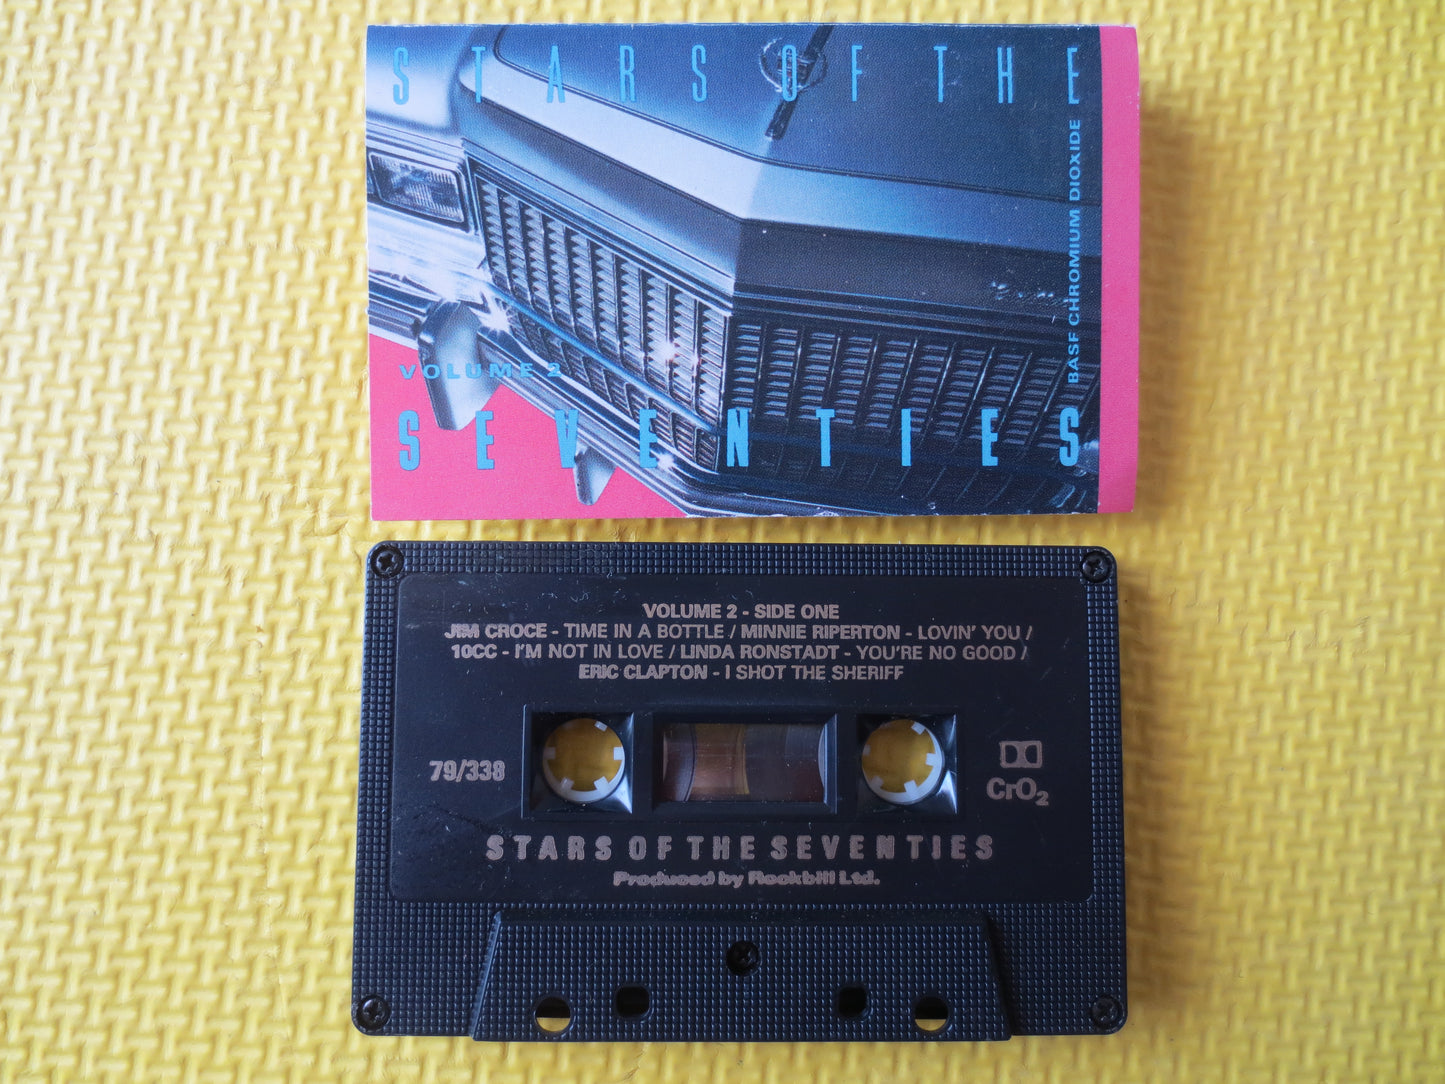 STARS OF THE
BASF CHROMIUM DIOXIDE
VOLUME 2
SEVENTIES
VOLUME 2 - SIDE ONE
JIM CROCE - TIME IN A BOTTLE / MINNIE RIPERTON - LOVIN' YOU /
10CC - I'M NOT IN LOVE / LINDA RONSTADT - YOU'RE NO GOOD /
ERIC CLAPTON - I SHOT THE SHERIFF
79/338
CrO2
STARS OF THE SEVENTIES
Produced by Rockbill Ltd.